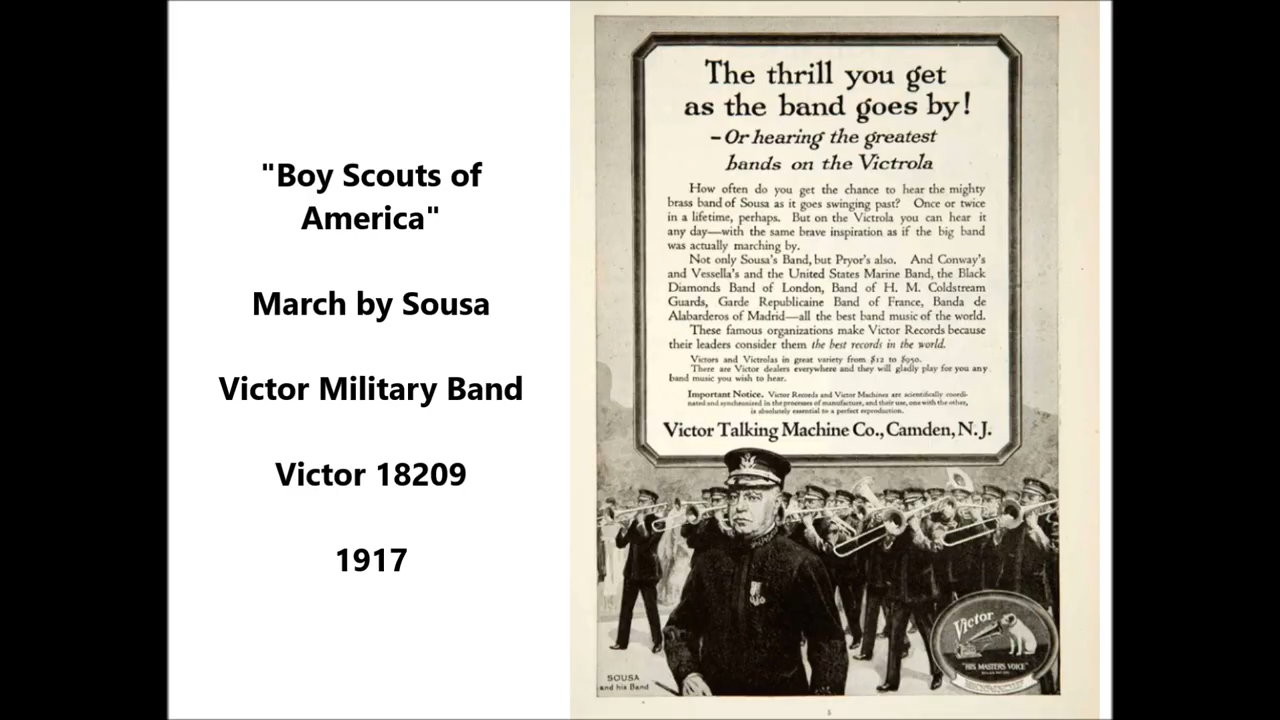 "Boy Scouts of
America"
March by Sousa
Victor Military Band
Victor 18209
1917
The thrill you get
as the band goes by!
–Or hearing the greatest
bands on the Victrola
How often do you get the chance to hear the mighty
brass band of Sousa as it goes swinging past? Once or twice
in a lifetime, perhaps. But on the Victrola you can hear it
any day—with the same brave inspiration as if the big band
was actually marching by.
Not only Sousa's Band, but Pryor's also. And Conway's
and Vessella's and the United States Marine Band, the Black
Diamonds Band of London, Band of H. M. Coldstream
Guards, Garde Republicaine Band of France, Banda de
Alabarderos of Madrid—all the best band music of the world.
These famous organizations make Victor Records because
their leaders consider them the best records in the world.
Victors and Victrolas in great variety from $12 to $950.
There are Victor dealers everywhere and they will gladly play for you any
band music you wish to hear.
Important Notice. Victor Records and Victor Machines are scientifically coordi-
nated and synchronized in the processes of manufacture, and their use, one with the other,
is absolutely essential to a perfect reproduction.
Victor Talking Machine Co., Camden, N. J.
Victor
"HIS MASTER'S VOICE"
SOUSA
and his Band
5